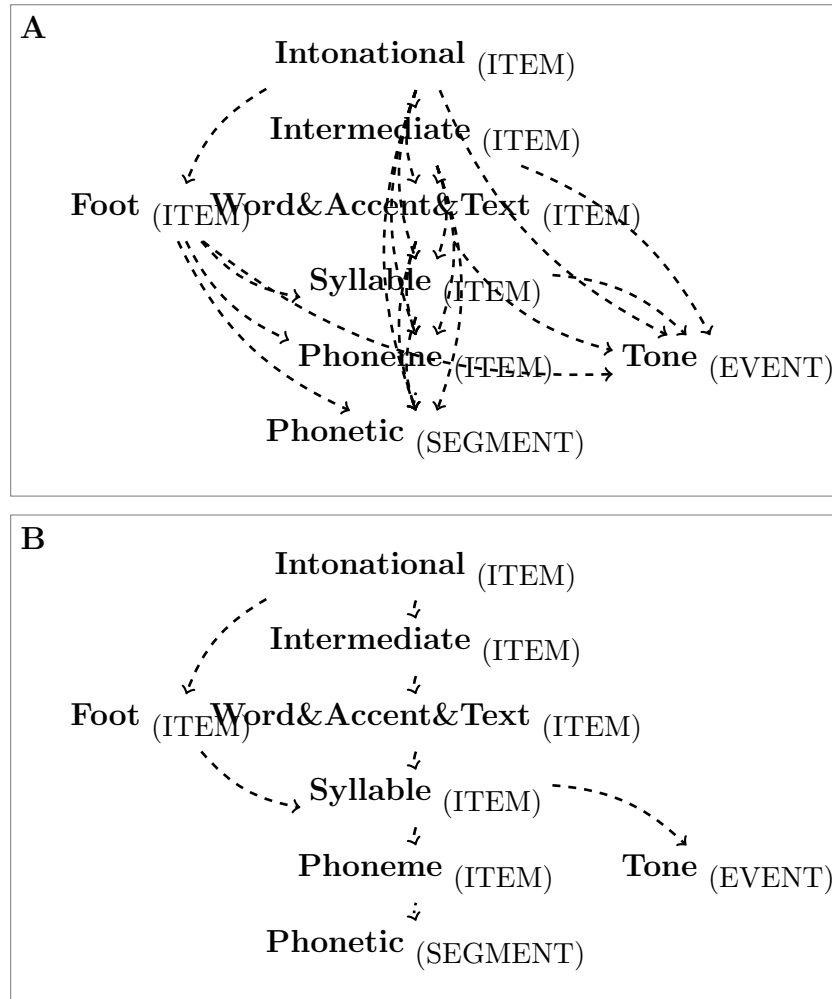 A
Intonational (ITEM)
Intermediate (ITEM)
Foot (ITEM) Word&Accent&Text (ITEM)
Syllable (ITEM)
Phoneme (ITEM) Tone (EVENT)
Phonetic (SEGMENT)
B
Intonational (ITEM)
Intermediate (ITEM)
Foot (ITEM) Word&Accent&Text (ITEM)
Syllable (ITEM)
Phoneme (ITEM) Tone (EVENT)
Phonetic (SEGMENT)